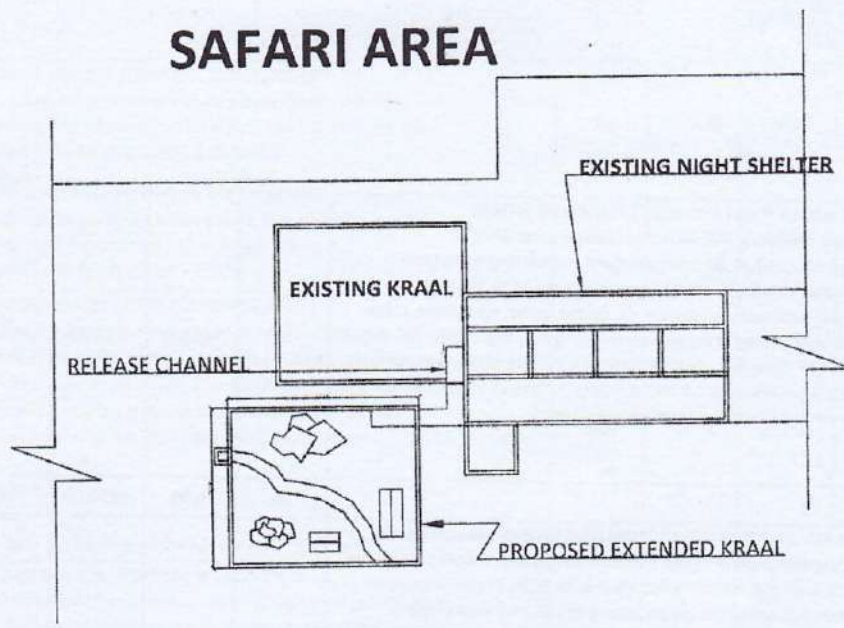 SAFARI AREA
EXISTING NIGHT SHELTER
EXISTING KRAAL
RELEASE CHANNEL
PROPOSED EXTENDED KRAAL